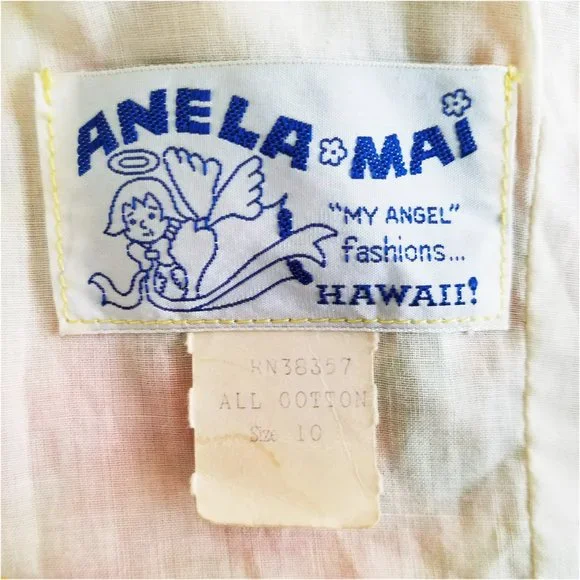 ANELA MAI
"MY ANGEL"
fashions...
HAWAII!
RN38357
ALL COTTON
Size 10